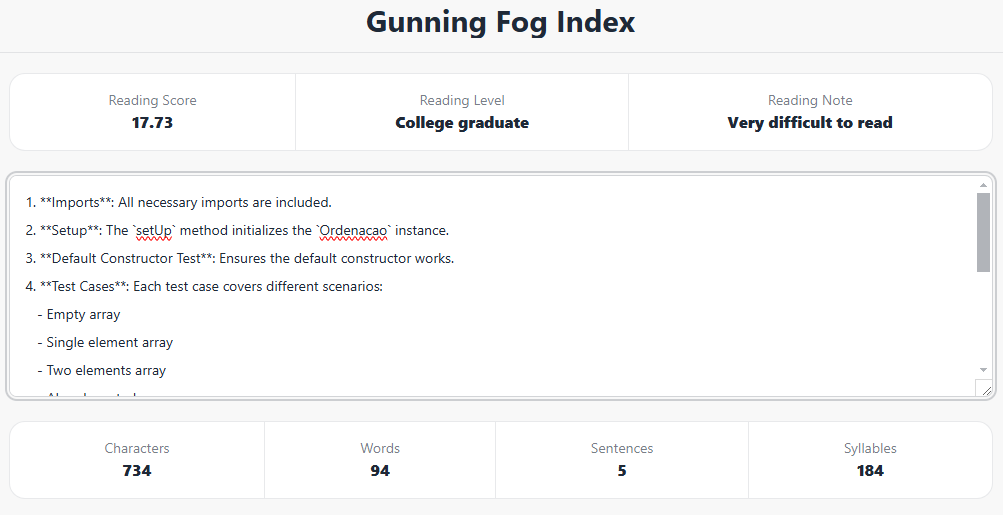 Gunning Fog Index
Reading Score
17.73
Reading Level
College graduate
Reading Note
Very difficult to read
1. **Imports**: All necessary imports are included.
2. **Setup**: The `setUp` method initializes the `Ordenacao` instance.
3. **Default Constructor Test**: Ensures the default constructor works.
4. **Test Cases**: Each test case covers different scenarios:
- Empty array
- Single element array
- Two elements array
Characters
734
Words
94
Sentences
5
Syllables
184